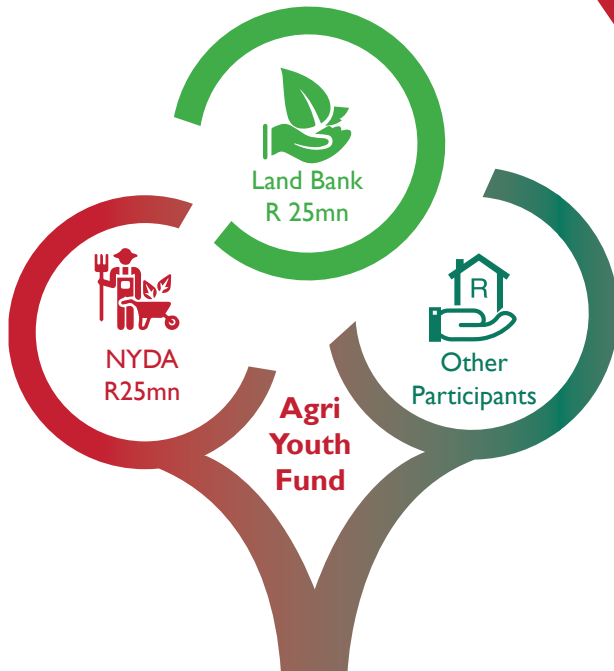 Land Bank
R 25mn
NYDA
R25mn
R
Other
Participants
Agri
Youth
Fund